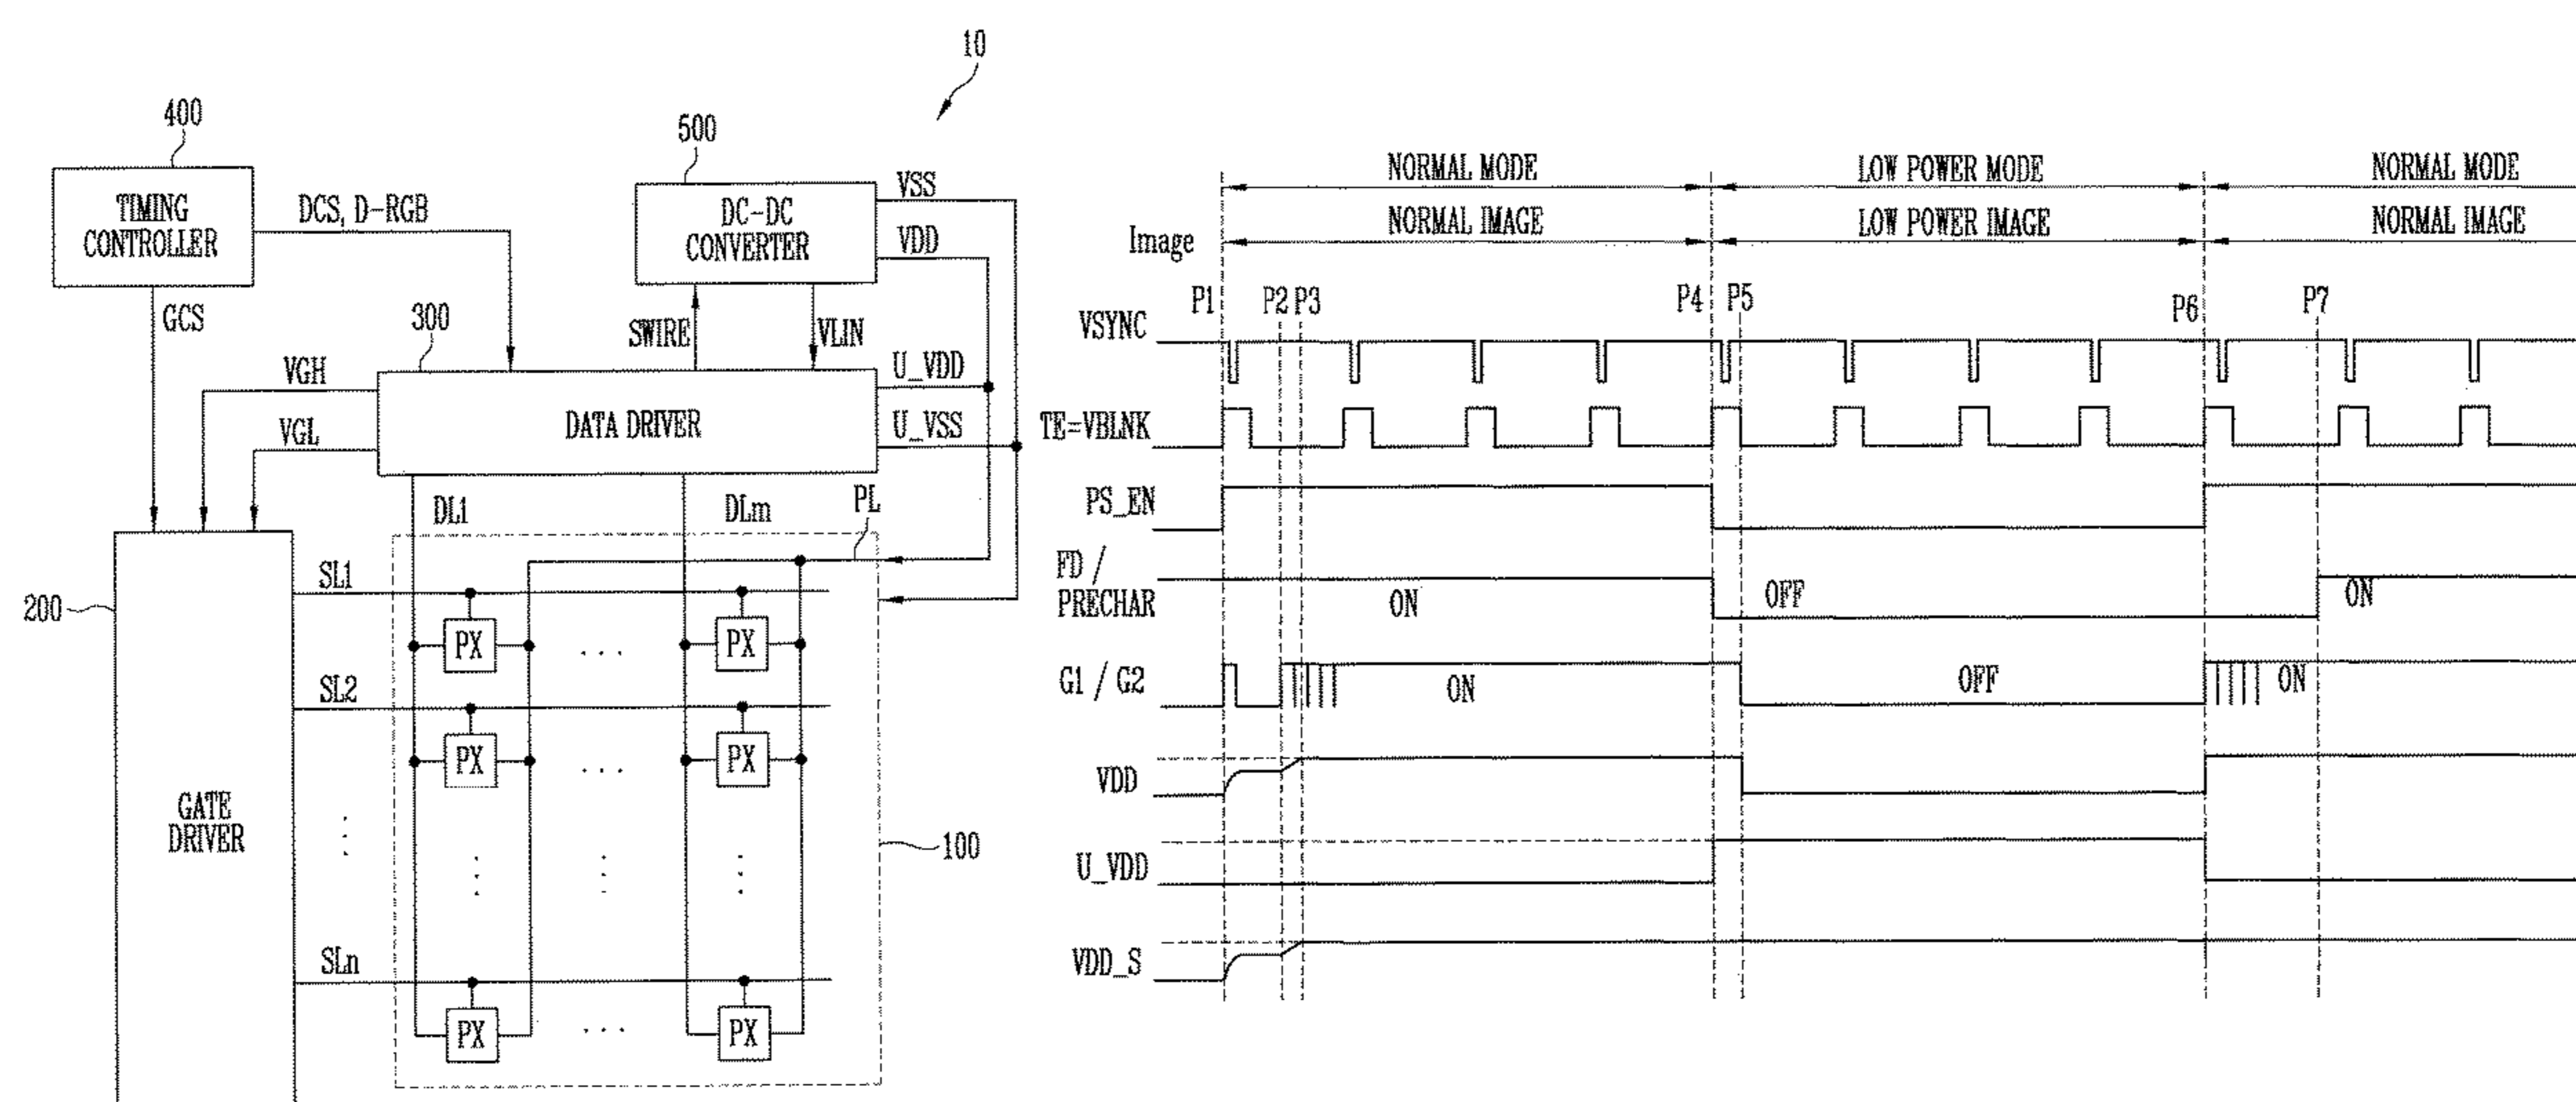 10
400
TIMING
CONTROLLER
DCS, D-RGB
GCS
500
DC-DC
CONVERTER
VSS
VDD
SWIRE
VLIN
300
DATA DRIVER
U_VDD
U_VSS
VGH
VGL
DL1
DLm
PL
200
GATE
DRIVER
SL1
PX
...
PX
SL2
PX
...
PX
SLn
PX
...
PX
100
NORMAL MODE
LOW POWER MODE
NORMAL MODE
Image
NORMAL IMAGE
LOW POWER IMAGE
NORMAL IMAGE
P1
P2
P3
P4
P5
P6
P7
VSYNC
TE=VBLNK
PS_EN
FD /
PRECHAR
ON
OFF
ON
G1 / G2
ON
OFF
ON
VDD
U_VDD
VDD_S